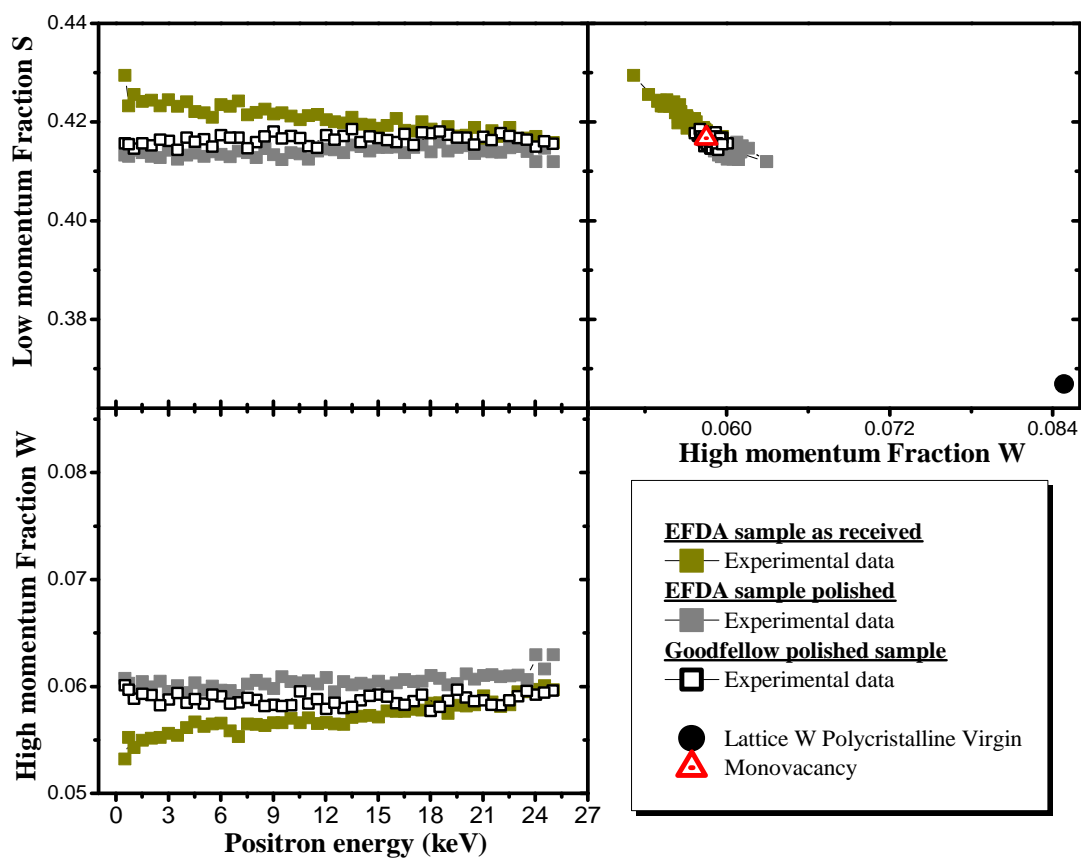 0.44
0.42
0.40
0.38
Low momentum Fraction S
0.060
0.072
0.084
High momentum Fraction W
0.08
0.07
0.06
0.05
High momentum Fraction W
0
3
6
9
12
15
18
21
24
27
Positron energy (keV)
EFDA sample as received
Experimental data
EFDA sample polished
Experimental data
Goodfellow polished sample
Experimental data
Lattice W Polycristalline Virgin
Monovacancy